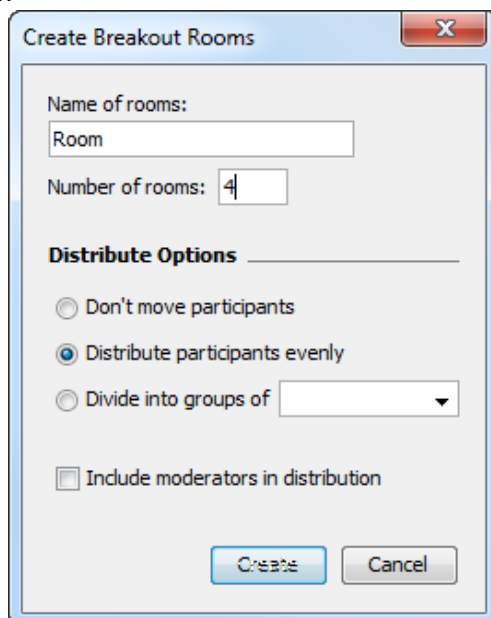 Create Breakout Rooms
Name of rooms:
Room
Number of rooms: 4
Distribute Options
Don't move participants
Distribute participants evenly
Divide into groups of
Include moderators in distribution
Create Cancel